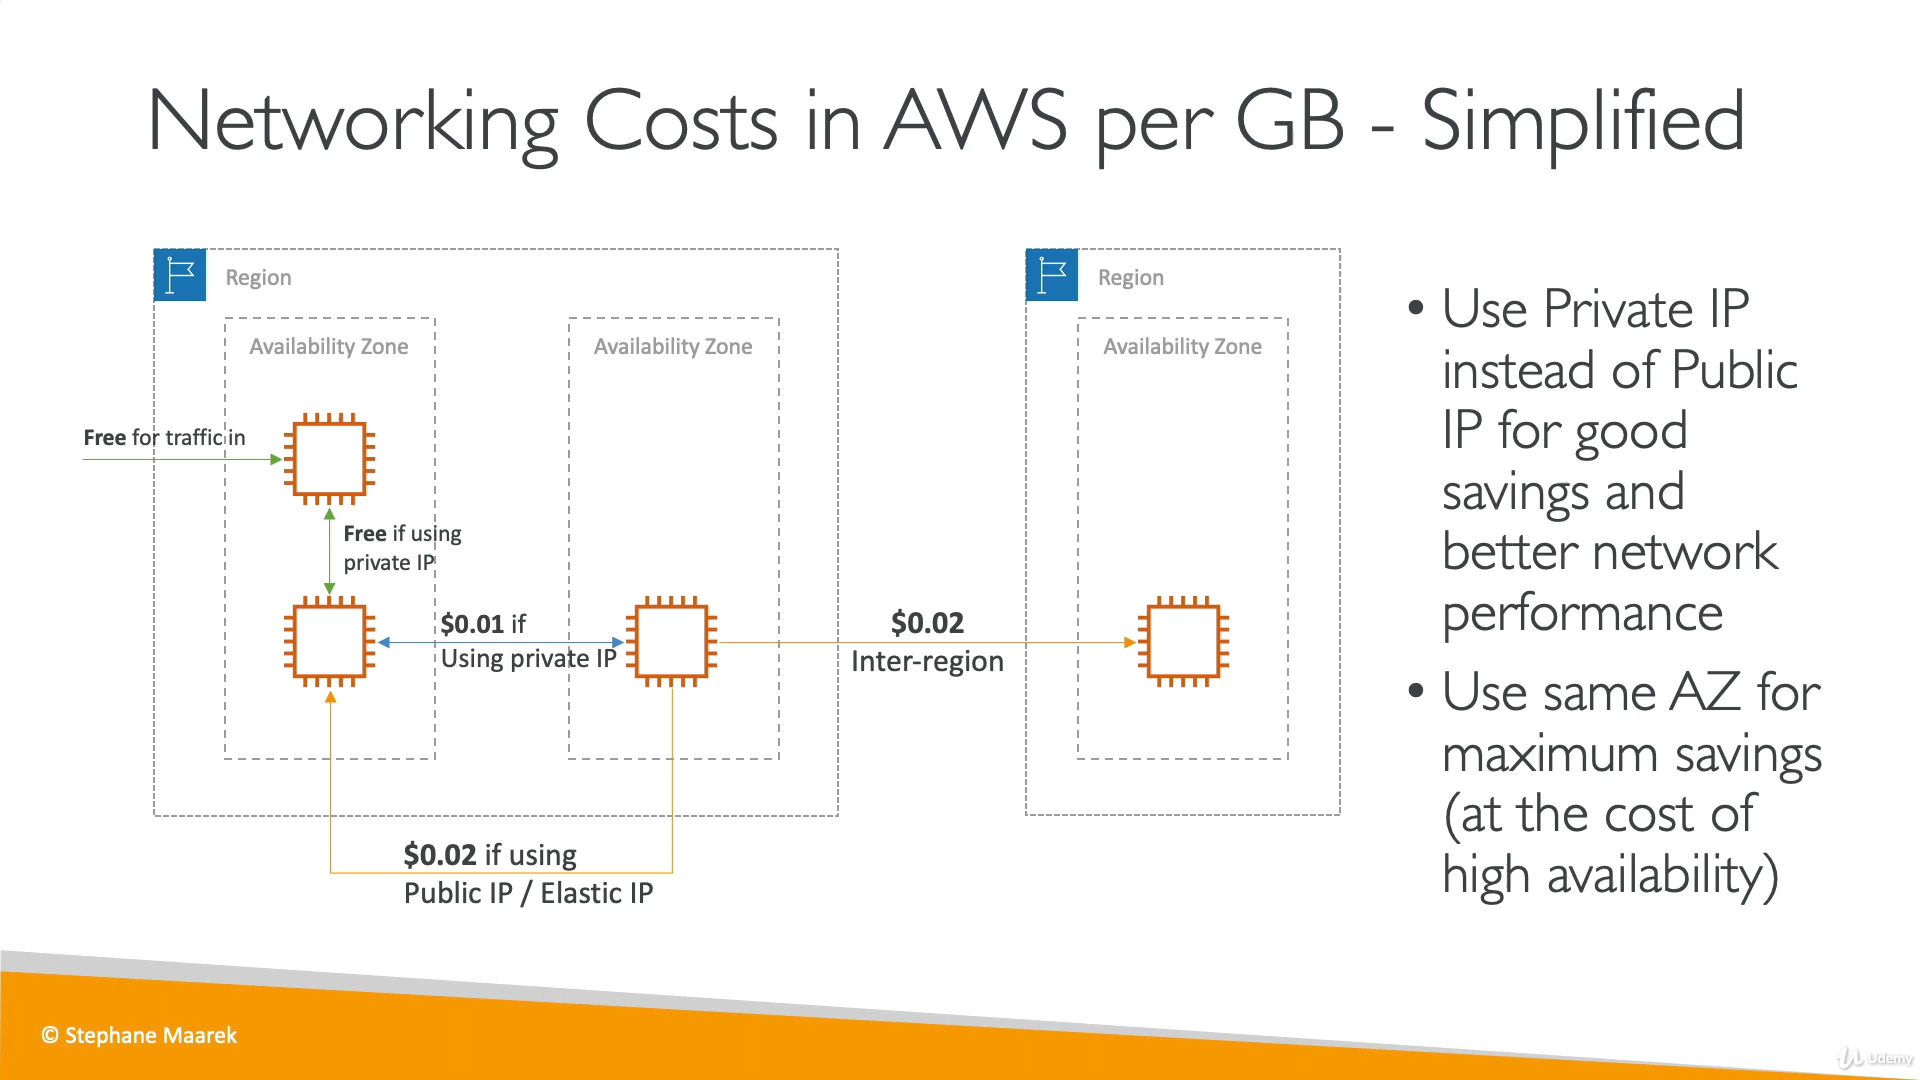 Networking Costs in AWS per GB - Simplified
Region
Availability Zone
Availability Zone
Free for traffic in
Free if using
private IP
$0.01 if
Using private IP
$0.02 if using
Public IP / Elastic IP
$0.02
Inter-region
Region
Availability Zone
• Use Private IP
instead of Public
IP for good
savings and
better network
performance
• Use same AZ for
maximum savings
(at the cost of
high availability)
© Stephane Maarek
Udemy